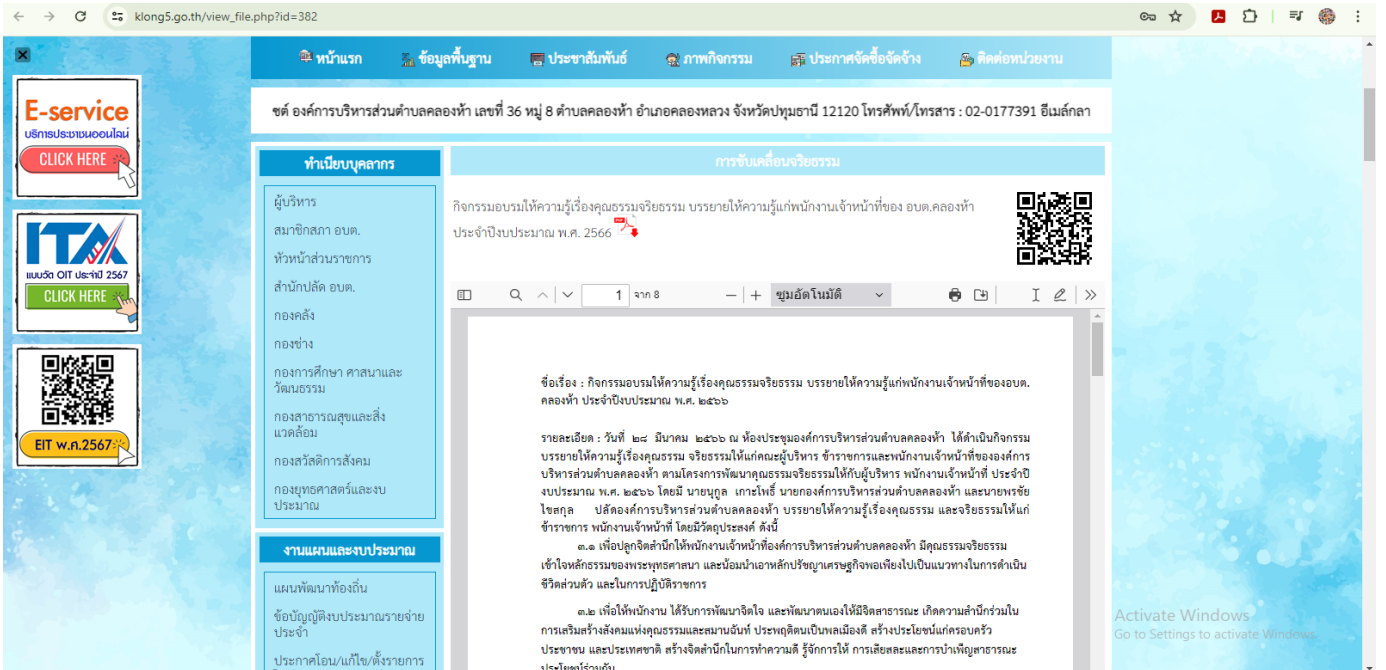 klong5.go.th/view_file.php?id=382
หน้าแรก
ข้อมูลพื้นฐาน
ประชาสัมพันธ์
ภาพกิจกรรม
ประกาศจัดซื้อจัดจ้าง
ติดต่อหน่วยงาน
ซต์ องค์การบริหารส่วนตำบลคลองห้า เลขที่ 36 หมู่ 8 ตำบลคลองห้า อำเภอคลองหลวง จังหวัดปทุมธานี 12120 โทรศัพท์/โทรสาร : 02-0177391 อีเมล์กลา
E-service
บริการประชาชนออนไลน์
CLICK HERE
ITA
แบบวัด OIT ประจำปี 2567
CLICK HERE
EIT พ.ศ.2567
ทำเนียบบุคลากร
ผู้บริหาร
สมาชิกสภา อบต.
หัวหน้าส่วนราชการ
สำนักปลัด อบต.
กองคลัง
กองช่าง
กองการศึกษา ศาสนาและ
วัฒนธรรม
กองสาธารณสุขและสิ่ง
แวดล้อม
กองสวัสดิการสังคม
กองยุทธศาสตร์และงบ
ประมาณ
งานแผนและงบประมาณ
แผนพัฒนาท้องถิ่น
ข้อบัญญัติงบประมาณรายจ่าย
ประจำ
ประกาศโอน/แก้ไข/ตั้งรายการ
การขับเคลื่อนจริยธรรม
กิจกรรมอบรมให้ความรู้เรื่องคุณธรรมจริยธรรม บรรยายให้ความรู้แก่พนักงานเจ้าหน้าที่ของ อบต.คลองห้า
ประจำปีงบประมาณ พ.ศ. 2566
1 จาก 8
ซูมอัตโนมัติ
ชื่อเรื่อง : กิจกรรมอบรมให้ความรู้เรื่องคุณธรรมจริยธรรม บรรยายให้ความรู้แก่พนักงานเจ้าหน้าที่ของอบต.
คลองห้า ประจำปีงบประมาณ พ.ศ. ๒๕๖๖
รายละเอียด : วันที่ ๒๘ มีนาคม ๒๕๖๖ ณ ห้องประชุมองค์การบริหารส่วนตำบลคลองห้า ได้ดำเนินกิจกรรม
บรรยายให้ความรู้เรื่องคุณธรรม จริยธรรมให้แก่คณะผู้บริหาร ข้าราชการและพนักงานเจ้าหน้าที่ขององค์การ
บริหารส่วนตำบลคลองห้า ตามโครงการพัฒนาคุณธรรมจริยธรรมให้กับผู้บริหาร พนักงานเจ้าหน้าที่ ประจำปี
งบประมาณ พ.ศ. ๒๕๖๖ โดยมี นายนุกูล เกาะโพธิ์ นายกองค์การบริหารส่วนตำบลคลองห้า และนายพรชัย
ไขสกุล ปลัดองค์การบริหารส่วนตำบลคลองห้า บรรยายให้ความรู้เรื่องคุณธรรม และจริยธรรมให้แก่
ข้าราชการ พนักงานเจ้าหน้าที่ โดยมีวัตถุประสงค์ ดังนี้
๓.๑ เพื่อปลูกจิตสำนึกให้พนักงานเจ้าหน้าที่องค์การบริหารส่วนตำบลคลองห้า มีคุณธรรมจริยธรรม
เข้าใจหลักธรรมของพระพุทธศาสนา และน้อมนำเอาหลักปรัชญาเศรษฐกิจพอเพียงไปเป็นแนวทางในการดำเนิน
ชีวิตส่วนตัว และในการปฏิบัติราชการ
๓.๒ เพื่อให้พนักงาน ได้รับการพัฒนาจิตใจ และพัฒนาตนเองให้มีจิตสาธารณะ เกิดความสำนึกร่วมใน
การเสริมสร้างสังคมแห่งคุณธรรมและสมานฉันท์ ประพฤติตนเป็นพลเมืองดี สร้างประโยชน์แก่ครอบครัว
ประชาชน และประเทศชาติ สร้างจิตสำนึกในการทำความดี รู้จักการให้ การเสียสละและการบำเพ็ญสาธารณะ
ประโยชน์ร่วมกัน
Activate Windows
Go to Settings to activate Windows.